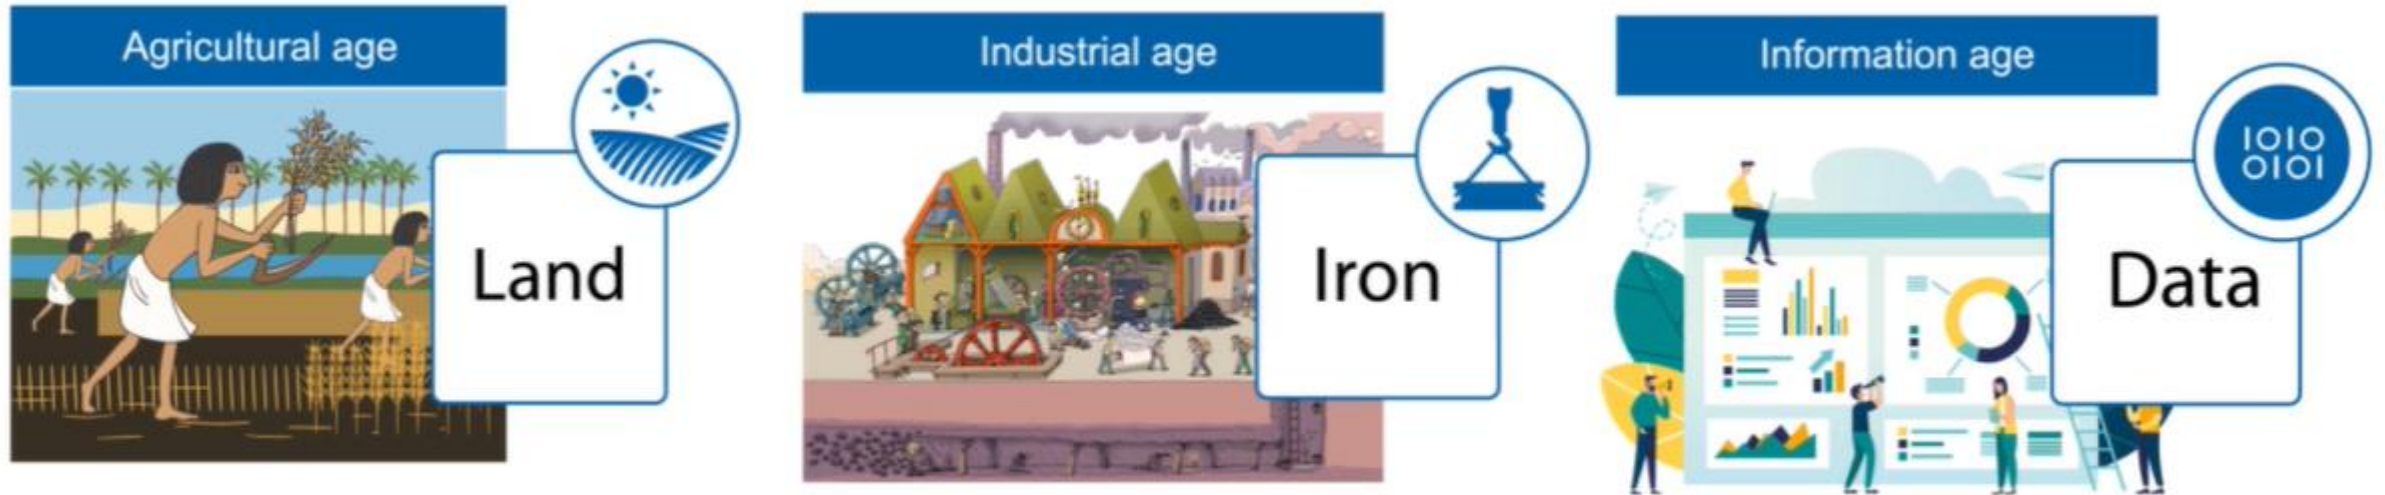 Agricultural age
Land
Industrial age
Iron
Information age
1010
0101
Data